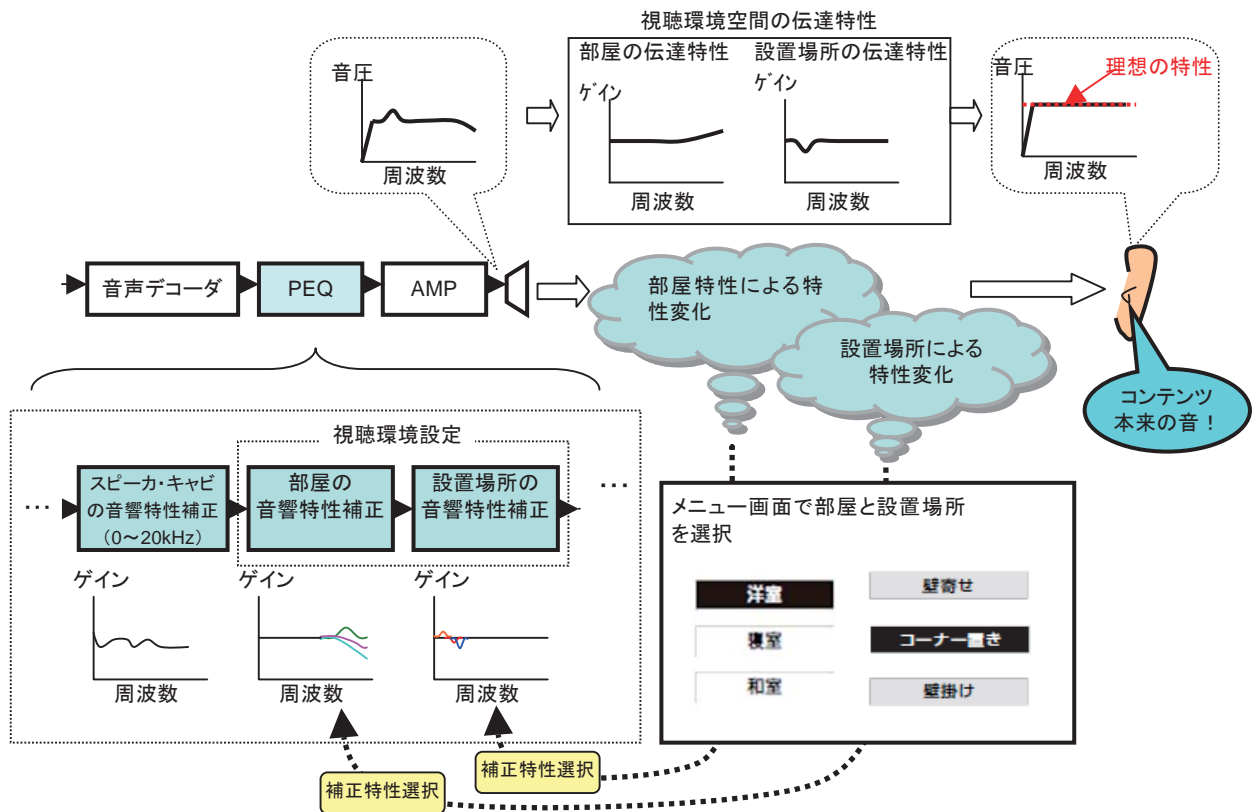 視聴環境空間の伝達特性
部屋の伝達特性
設置場所の伝達特性
音圧
周波数
ゲイン
周波数
ゲイン
周波数
音圧
理想の特性
周波数
音声デコーダ
PEQ
AMP
部屋特性による特
性変化
設置場所による
特性変化
コンテンツ
本来の音！
視聴環境設定
…
スピーカ・キャビ
の音響特性補正
（0～20kHz）
部屋の
音響特性補正
設置場所の
音響特性補正
…
ゲイン
周波数
ゲイン
周波数
ゲイン
周波数
メニュー画面で部屋と設置場所
を選択
洋室
寝室
和室
壁寄せ
コーナー置き
壁掛け
補正特性選択
補正特性選択